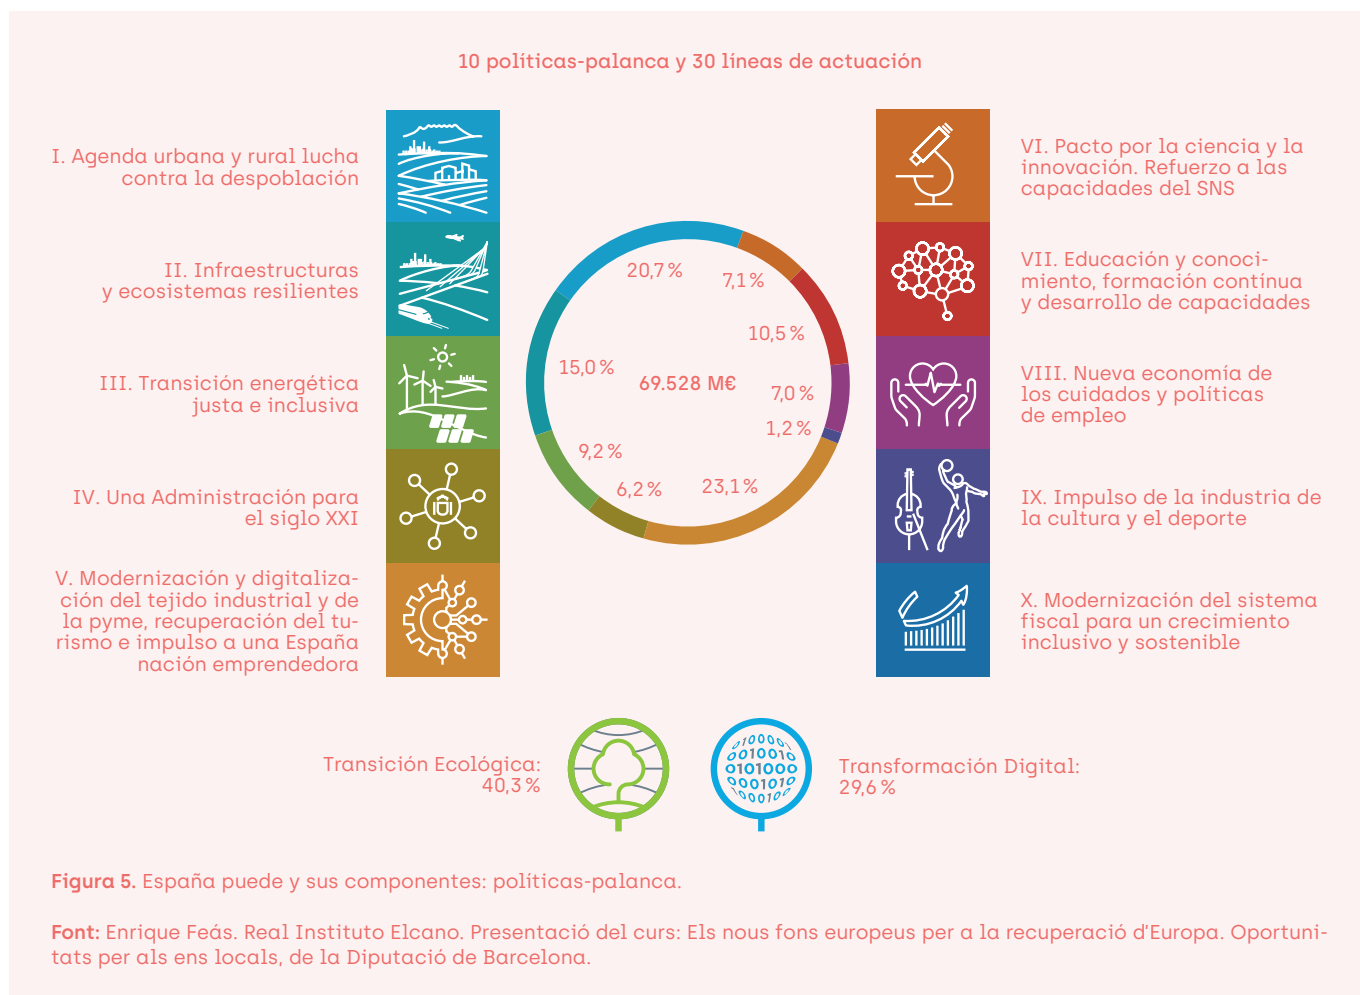 10 políticas-palanca y 30 líneas de actuación
I. Agenda urbana y rural lucha
contra la despoblación
II. Infraestructuras
y ecosistemas resilientes
III. Transición energética
justa e inclusiva
IV. Una Administración para
el siglo XXI
V. Modernización y digitaliza-
ción del tejido industrial y de
la pyme, recuperación del tu-
rismo e impulso a una España
nación emprendedora
20,7 %
7,1 %
10,5 %
15,0 %
69.528 M€
7,0 %
1,2 %
9,2 %
6,2 %
23,1 %
VI. Pacto por la ciencia y la
innovación. Refuerzo a las
capacidades del SNS
VII. Educación y conoci-
miento, formación contínua
y desarrollo de capacidades
VIII. Nueva economía de
los cuidados y políticas
de empleo
IX. Impulso de la industria de
la cultura y el deporte
X. Modernización del sistema
fiscal para un crecimiento
inclusivo y sostenible
Transición Ecológica:
40,3 %
01000
01001
0101000
001011
00101
Transformación Digital:
29,6 %
Figura 5. España puede y sus componentes: políticas-palanca.
Font: Enrique Feás. Real Instituto Elcano. Presentació del curs: Els nous fons europeus per a la recuperació d’Europa. Oportuni-
tats per als ens locals, de la Diputació de Barcelona.